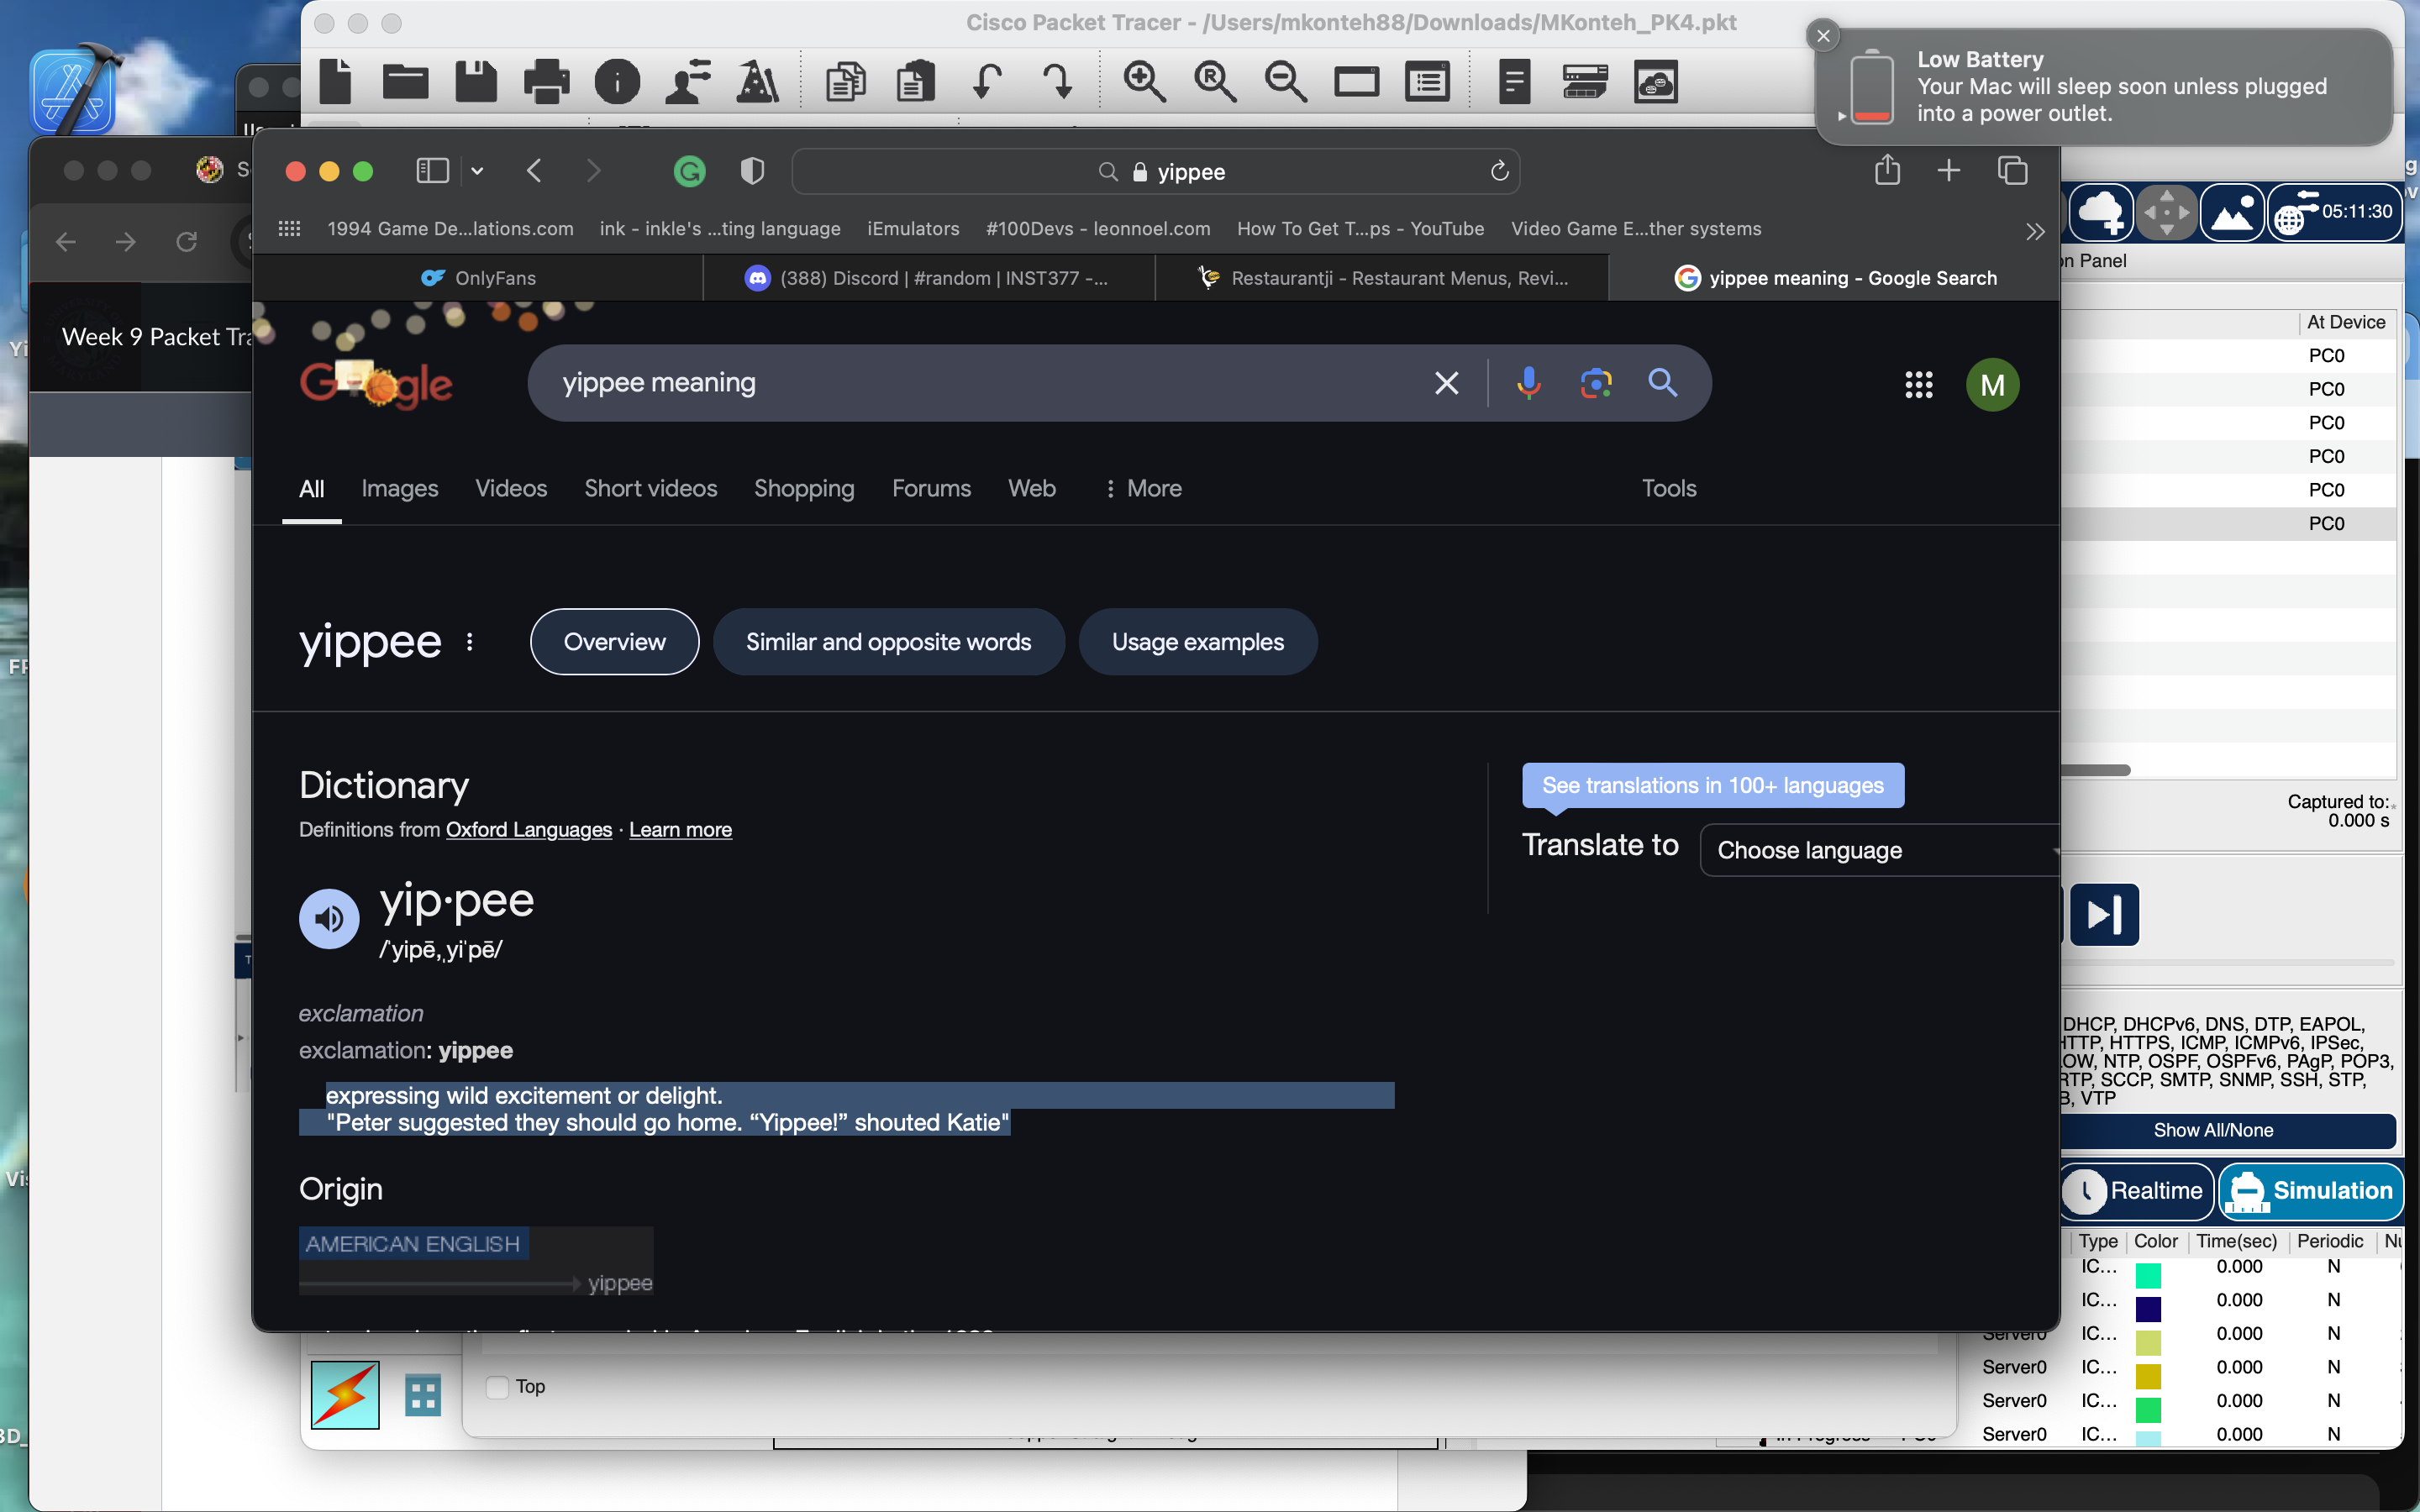 Cisco Packet Tracer - /Users/mkonteh88/Downloads/MKonteh_PK4.pkt
Low Battery
Your Mac will sleep soon unless plugged
into a power outlet.
yippee
1994 Game De...lations.com
ink - inkle's ...ting language
iEmulators
#100Devs - leonnoel.com
How To Get T...ps - YouTube
Video Game E...ther systems
05:11:30
OnlyFans
(388) Discord | #random | INST377 -...
Restaurantji - Restaurant Menus, Revi...
yippee meaning - Google Search
n Panel
Week 9 Packet Tra
Google
yippee meaning
M
At Device
PC0
PC0
PC0
PC0
PC0
PC0
All
Images
Videos
Short videos
Shopping
Forums
Web
More
Tools
yippee
Overview
Similar and opposite words
Usage examples
Dictionary
Definitions from Oxford Languages · Learn more
See translations in 100+ languages
Translate to
Choose language
Captured to:
0.000 s
yip·pee
/ˈyipē,ˌyiˈpē/
exclamation
exclamation: yippee
expressing wild excitement or delight.
"Peter suggested they should go home. “Yippee!” shouted Katie"
Origin
AMERICAN ENGLISH
yippee
DHCP, DHCPv6, DNS, DTP, EAPOL,
HTTP, HTTPS, ICMP, ICMPv6, IPSec,
OW, NTP, OSPF, OSPFv6, PAgP, POP3,
RTP, SCCP, SMTP, SNMP, SSH, STP,
B, VTP
Show All/None
Realtime
Simulation
Type Color Time(sec) Periodic Nu
IC... 0.000 N
IC... 0.000 N
Server0 IC... 0.000 N
Server0 IC... 0.000 N
Server0 IC... 0.000 N
Server0 IC... 0.000 N
Top